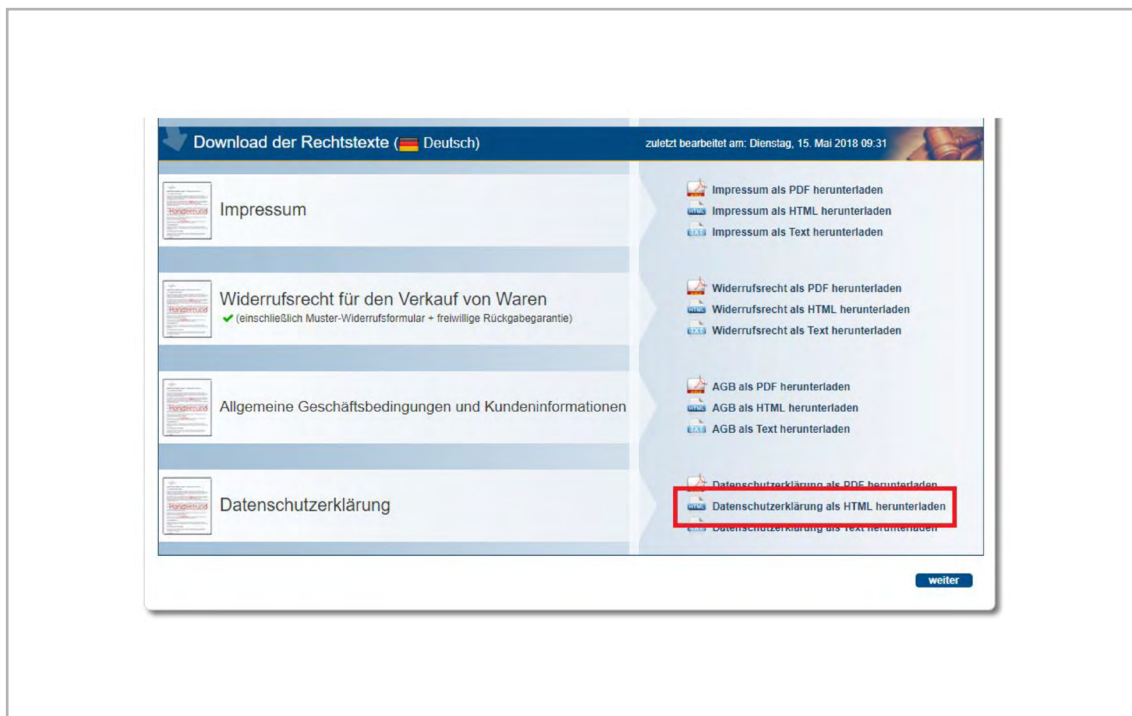 Download der Rechtstexte ( Deutsch)
zuletzt bearbeitet am: Dienstag, 15. Mai 2018 09:31
Impressum
Impressum als PDF herunterladen
Impressum als HTML herunterladen
Impressum als Text herunterladen
Widerrufsrecht für den Verkauf von Waren
(einschließlich Muster-Widerrufsformular + freiwillige Rückgabegarantie)
Widerrufsrecht als PDF herunterladen
Widerrufsrecht als HTML herunterladen
Widerrufsrecht als Text herunterladen
Allgemeine Geschäftsbedingungen und Kundeninformationen
AGB als PDF herunterladen
AGB als HTML herunterladen
AGB als Text herunterladen
Datenschutzerklärung
Datenschutzerklärung als PDF herunterladen
Datenschutzerklärung als HTML herunterladen
Datenschutzerklärung als Text herunterladen
weiter